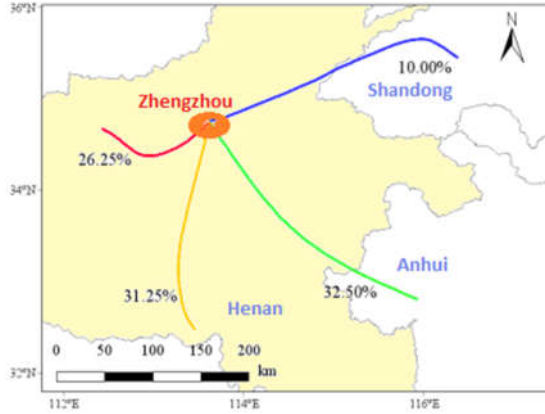 36°N
N
10.00%
Shandong
Zhengzhou
26.25%
34°N
Anhui
31.25%
32.50%
Henan
0 50 100 150 200
km
32°N
112°E 114°E 116°E